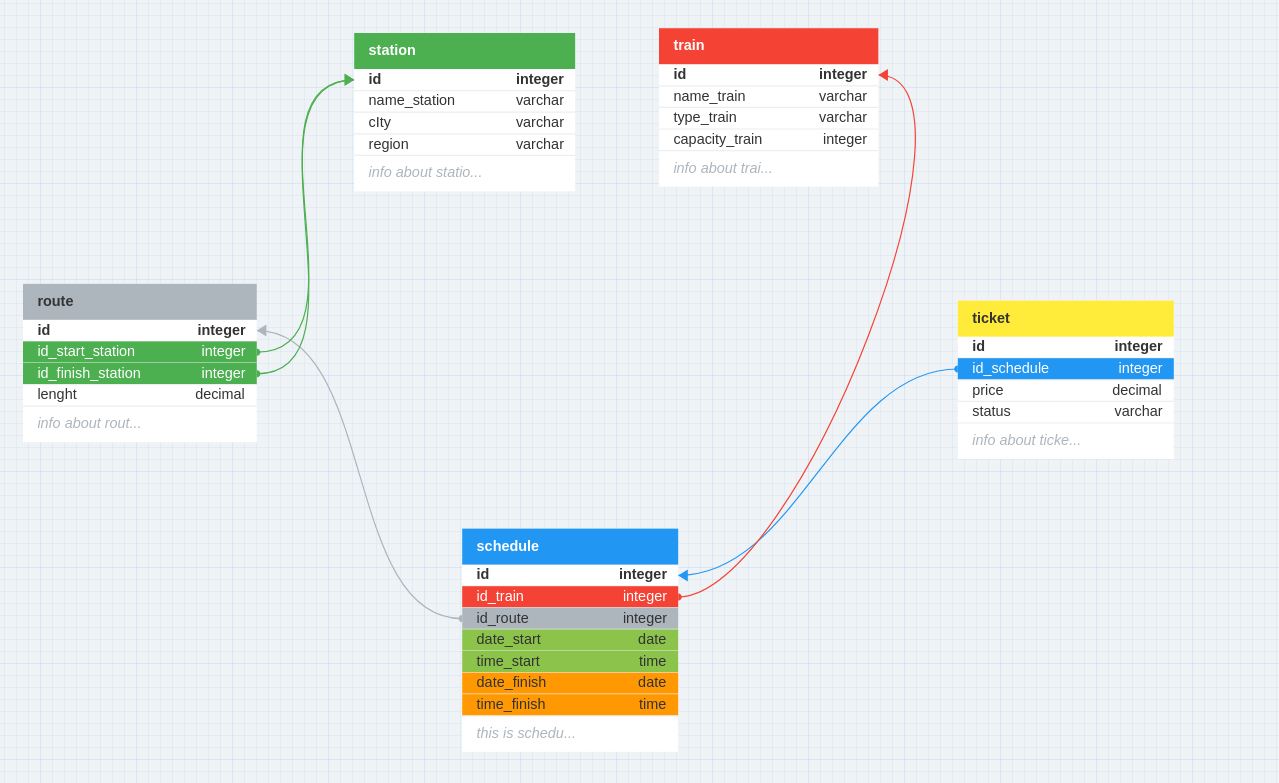 station
id integer
name_station varchar
cIty varchar
region varchar
info about statio...
train
id integer
name_train varchar
type_train varchar
capacity_train integer
info about trai...
route
id integer
id_start_station integer
id_finish_station integer
lenght decimal
info about rout...
ticket
id integer
id_schedule integer
price decimal
status varchar
info about ticke...
schedule
id integer
id_train integer
id_route integer
date_start date
time_start time
date_finish date
time_finish time
this is schedu...